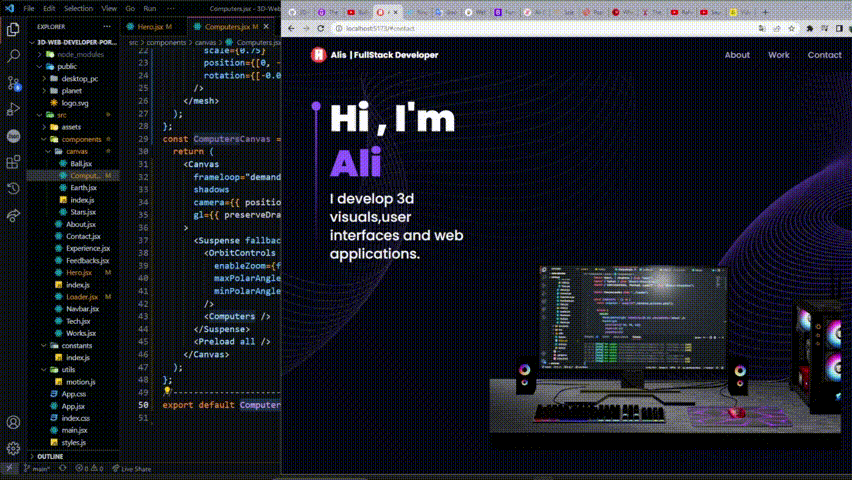 File Edit Selection View Go Run
Computers.jsx - 3D-W
EXPLORER
3D-WEB-DEVELOPER-POR...
node_modules
public
desktop_pc
planet
logo.svg
src
assets
components
canvas
Ball.jsx
Comput... M
Earth.jsx
index.js
Stars.jsx
About.jsx
Contact.jsx
Experience.jsx
Feedbacks.jsx
Hero.jsx M
index.js
Loader.jsx M
Navbar.jsx
Tech.jsx
Works.jsx
constants
index.js
utils
motion.js
App.css
App.jsx
index.css
main.jsx
styles.js
OUTLINE
main*
0 0
Live Share
Hero.jsx M
Computers.jsx M
src > components > canvas >
22 scale={0.75}
23 position={[0, -
24 rotation={[-0.0
25 />
26 </mesh>
27 );
28 };
29 const ComputersCanvas =
30 return (
31 <Canvas
32 frameloop="demand
33 shadows
34 camera={{ positio
35 gl={{ preserveDra
36 >
37 <Suspense fallbac
38 <OrbitControls
39 enableZoom={f
40 maxPolarAngle
41 minPolarAngle
42 />
43 <Computers />
44 </Suspense>
45 <Preload all />
46 </Canvas>
47 );
48 };
49
50 export default Computer
51
localhost:5173/#contact
Alis | FullStack Developer
About
Work
Contact
Hi , I'm
Ali
I develop 3d
visuals,user
interfaces and web
applications.